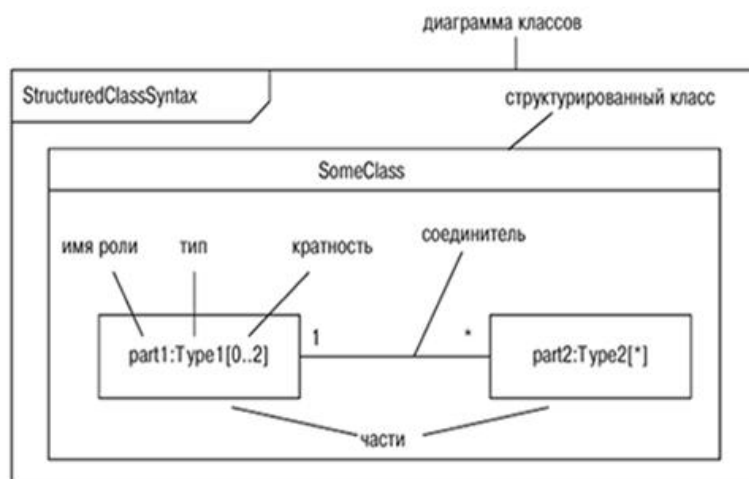 диаграмма классов
StructuredClassSyntax
структурированный класс
SomeClass
имя роли
тип
кратность
соединитель
part1:Type1[0..2]
1
*
part2:Type2[*]
части